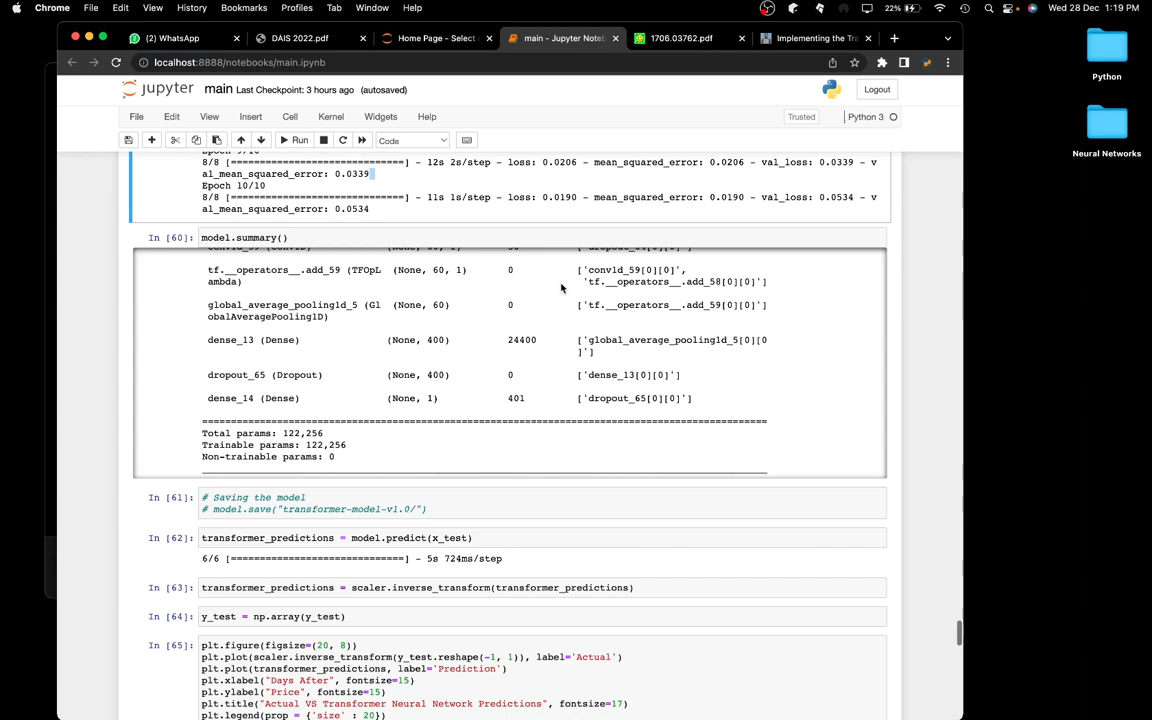 Chrome File Edit View History Bookmarks Profiles Tab Window Help 22% Wed 28 Dec 1:19 PM
(2) WhatsApp DAIS 2022.pdf Home Page - Select main - Jupyter Noteb 1706.03762.pdf Implementing the Tra
localhost:8888/notebooks/main.ipynb
jupyter main Last Checkpoint: 3 hours ago (autosaved) Logout
File Edit View Insert Cell Kernel Widgets Help Trusted Python 3
Run Code
Python
Neural Networks
8/8 [==============================] - 12s 2s/step - loss: 0.0206 - mean_squared_error: 0.0206 - val_loss: 0.0339 - v
al_mean_squared_error: 0.0339
Epoch 10/10
8/8 [==============================] - 11s 1s/step - loss: 0.0190 - mean_squared_error: 0.0190 - val_loss: 0.0534 - v
al_mean_squared_error: 0.0534
In [60]: model.summary()
tf.__operators__.add_59 (TFOpL (None, 60, 1) 0 ['conv1d_59[0][0]',
ambda) 'tf.__operators__.add_58[0][0]']
global_average_pooling1d_5 (Gl (None, 60) 0 ['tf.__operators__.add_59[0][0]']
obalAveragePooling1D)
dense_13 (Dense) (None, 400) 24400 ['global_average_pooling1d_5[0][0
]']
dropout_65 (Dropout) (None, 400) 0 ['dense_13[0][0]']
dense_14 (Dense) (None, 1) 401 ['dropout_65[0][0]']
Total params: 122,256
Trainable params: 122,256
Non-trainable params: 0
In [61]: # Saving the model
# model.save("transformer-model-v1.0/")
In [62]: transformer_predictions = model.predict(x_test)
6/6 [==============================] - 5s 724ms/step
In [63]: transformer_predictions = scaler.inverse_transform(transformer_predictions)
In [64]: y_test = np.array(y_test)
In [65]: plt.figure(figsize=(20, 8))
plt.plot(scaler.inverse_transform(y_test.reshape(-1, 1)), label='Actual')
plt.plot(transformer_predictions, label='Prediction')
plt.xlabel("Days After", fontsize=15)
plt.ylabel("Price", fontsize=15)
plt.title("Actual VS Transformer Neural Network Predictions", fontsize=17)
plt.legend(prop = {'size' : 20})